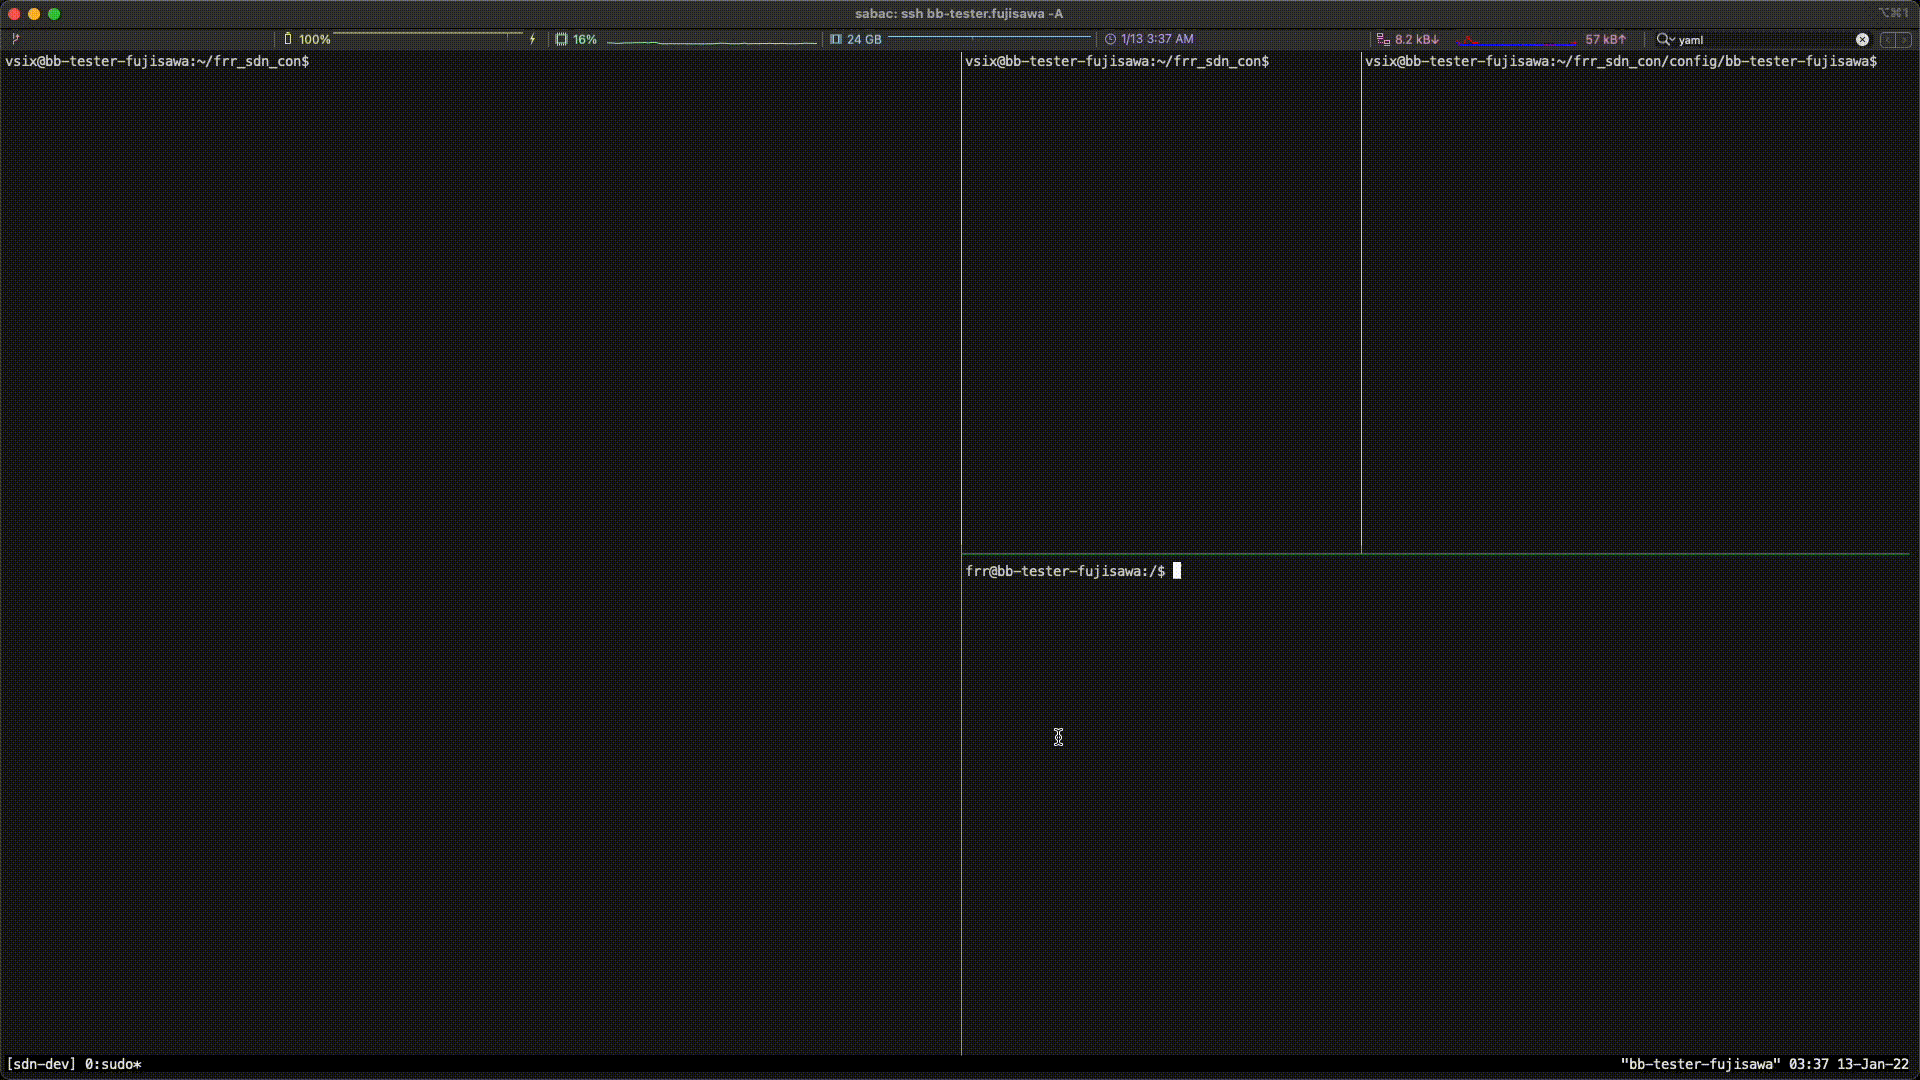 sabac: ssh bb-tester.fujisawa -A
⌥⌘1
100%
16%
24 GB
1/13 3:37 AM
8.2 kB↓
57 kB↑
yaml
vsix@bb-tester-fujisawa:~/frr_sdn_con$
vsix@bb-tester-fujisawa:~/frr_sdn_con$
vsix@bb-tester-fujisawa:~/frr_sdn_con/config/bb-tester-fujisawa$
frr@bb-tester-fujisawa:/$
[sdn-dev] 0:sudo*
"bb-tester-fujisawa" 03:37 13-Jan-22